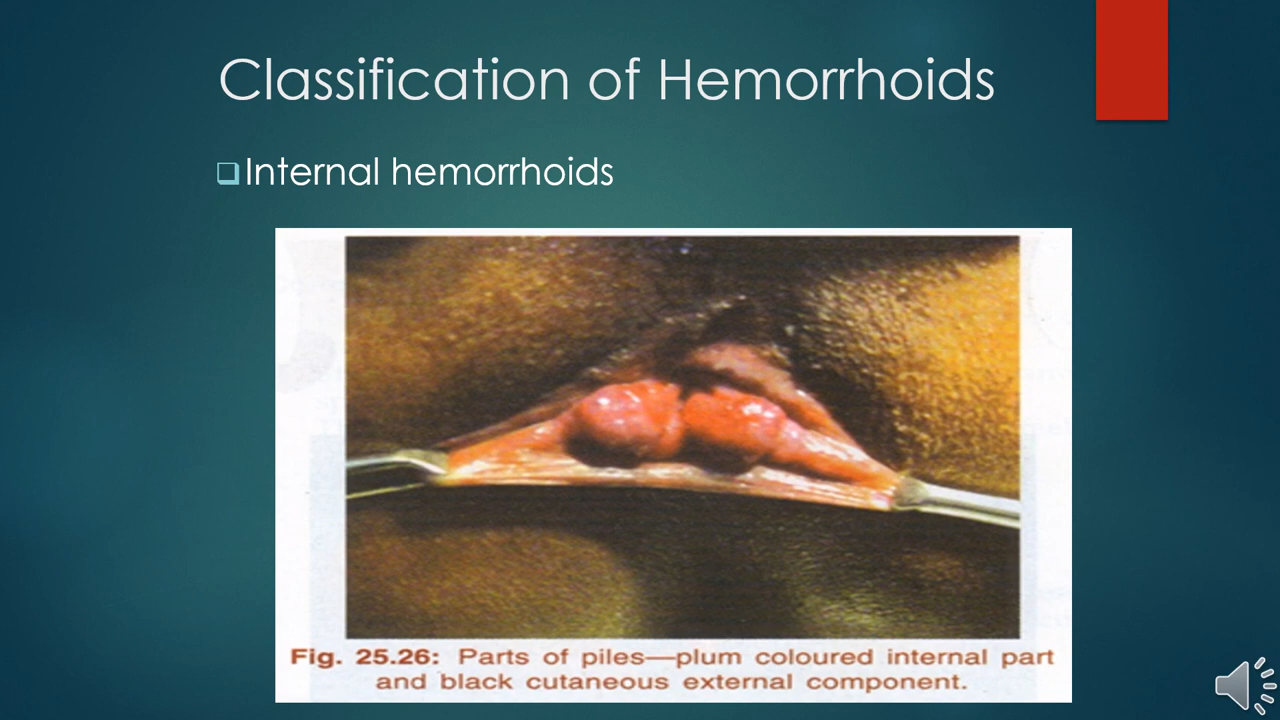 Classification of Hemorrhoids
Internal hemorrhoids
Fig. 25.26: Parts of piles—plum coloured internal part
and black cutaneous external component.